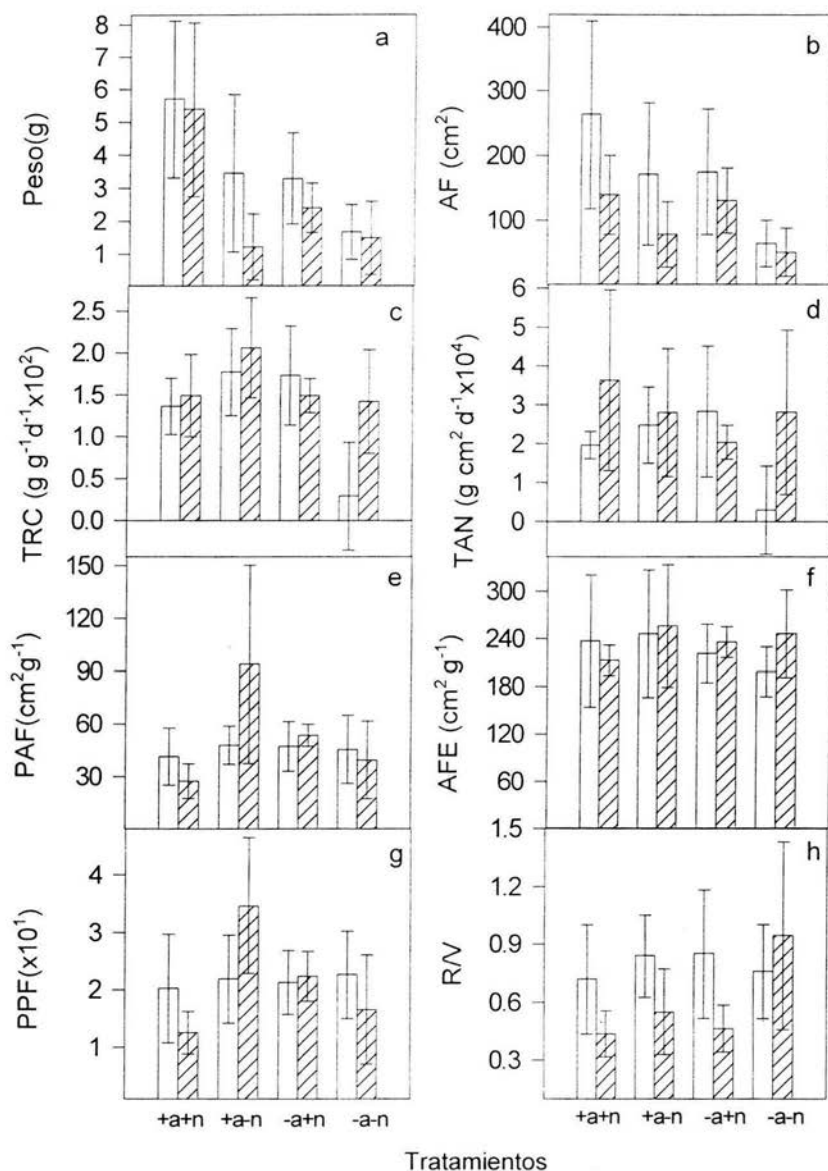 a
8
7
6
5
4
3
2
1
Peso(g)
b
400
300
200
100
AF (cm²)
c
2.5
2.0
1.5
1.0
0.5
0.0
TRC (g g⁻¹d⁻¹x10²)
d
6
5
4
3
2
1
0
TAN (g cm² d⁻¹x10⁴)
e
150
120
90
60
30
PAF(cm²g⁻¹)
f
300
240
180
120
60
AFE (cm² g⁻¹)
g
4
3
2
1
PPF(x10¹)
h
1.5
1.2
0.9
0.6
0.3
R/V
+a+n +a-n -a+n -a-n
+a+n +a-n -a+n -a-n
Tratamientos